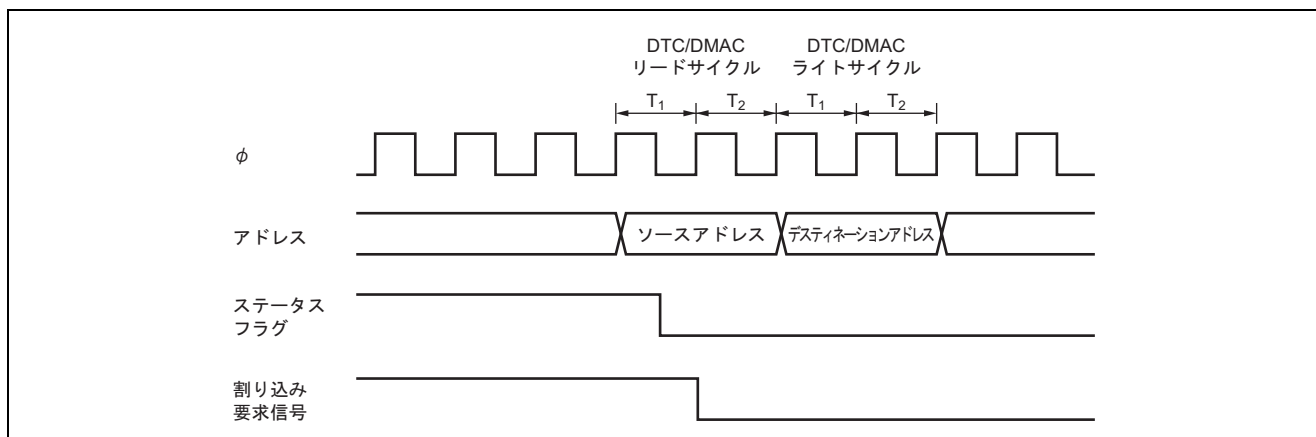 DTC/DMAC
リードサイクル
DTC/DMAC
ライトサイクル
T1
T2
T1
T2
φ
アドレス
ソースアドレス
デスティネーションアドレス
ステータス
フラグ
割り込み
要求信号